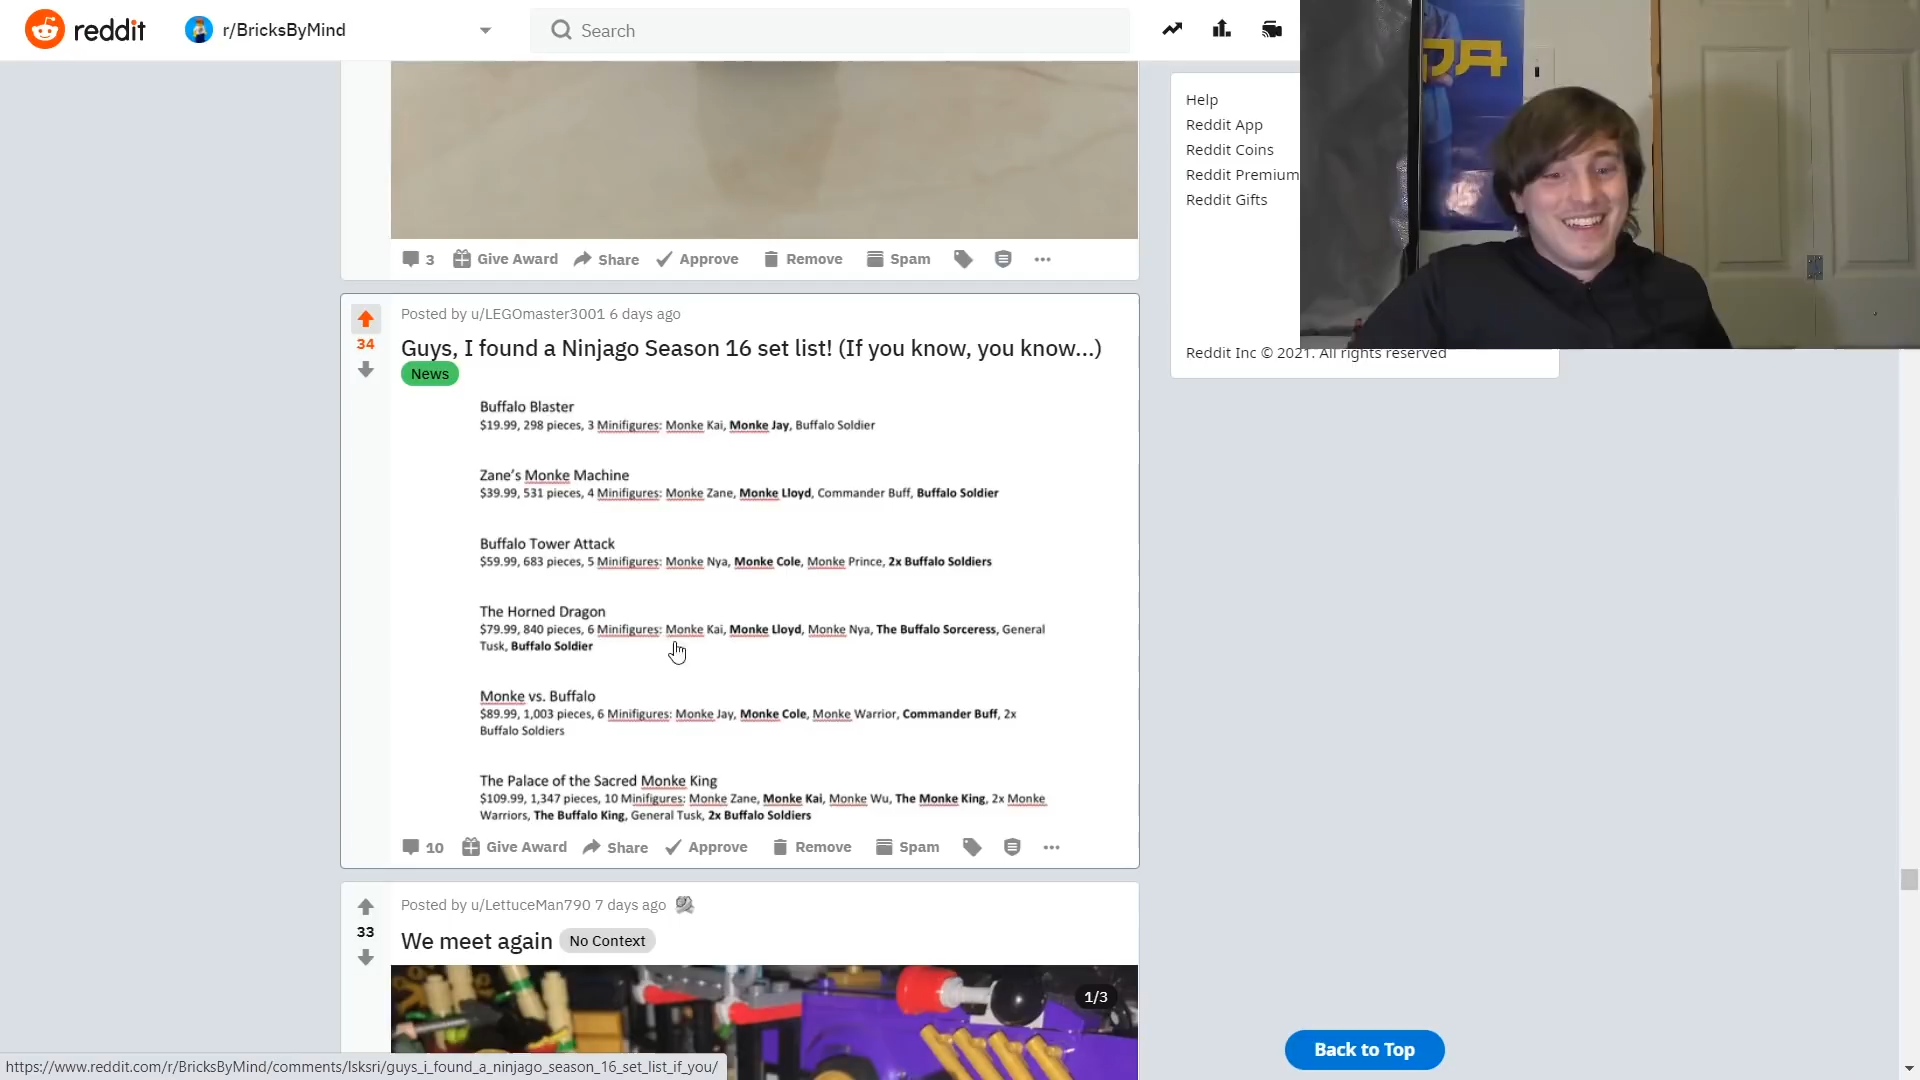 reddit
r/BricksByMind
Search
3 Give Award Share Approve Remove Spam
Help
Reddit App
Reddit Coins
Reddit Premium
Reddit Gifts
Reddit Inc © 2021. All rights reserved
34
Posted by u/LEGOmaster3001 6 days ago
Guys, I found a Ninjago Season 16 set list! (If you know, you know...)
News
Buffalo Blaster
$19.99, 298 pieces, 3 Minifigures: Monke Kai, Monke Jay, Buffalo Soldier
Zane's Monke Machine
$39.99, 531 pieces, 4 Minifigures: Monke Zane, Monke Lloyd, Commander Buff, Buffalo Soldier
Buffalo Tower Attack
$59.99, 683 pieces, 5 Minifigures: Monke Nya, Monke Cole, Monke Prince, 2x Buffalo Soldiers
The Horned Dragon
$79.99, 840 pieces, 6 Minifigures: Monke Kai, Monke Lloyd, Monke Nya, The Buffalo Sorceress, General
Tusk, Buffalo Soldier
Monke vs. Buffalo
$89.99, 1,003 pieces, 6 Minifigures: Monke Jay, Monke Cole, Monke Warrior, Commander Buff, 2x
Buffalo Soldiers
The Palace of the Sacred Monke King
$109.99, 1,347 pieces, 10 Minifigures: Monke Zane, Monke Kai, Monke Wu, The Monke King, 2x Monke
Warriors, The Buffalo King, General Tusk, 2x Buffalo Soldiers
10 Give Award Share Approve Remove Spam
33
Posted by u/LettuceMan790 7 days ago
We meet again No Context
1/3
Back to Top
https://www.reddit.com/r/BricksByMind/comments/lsksri/guys_i_found_a_ninjago_season_16_set_list_if_you/